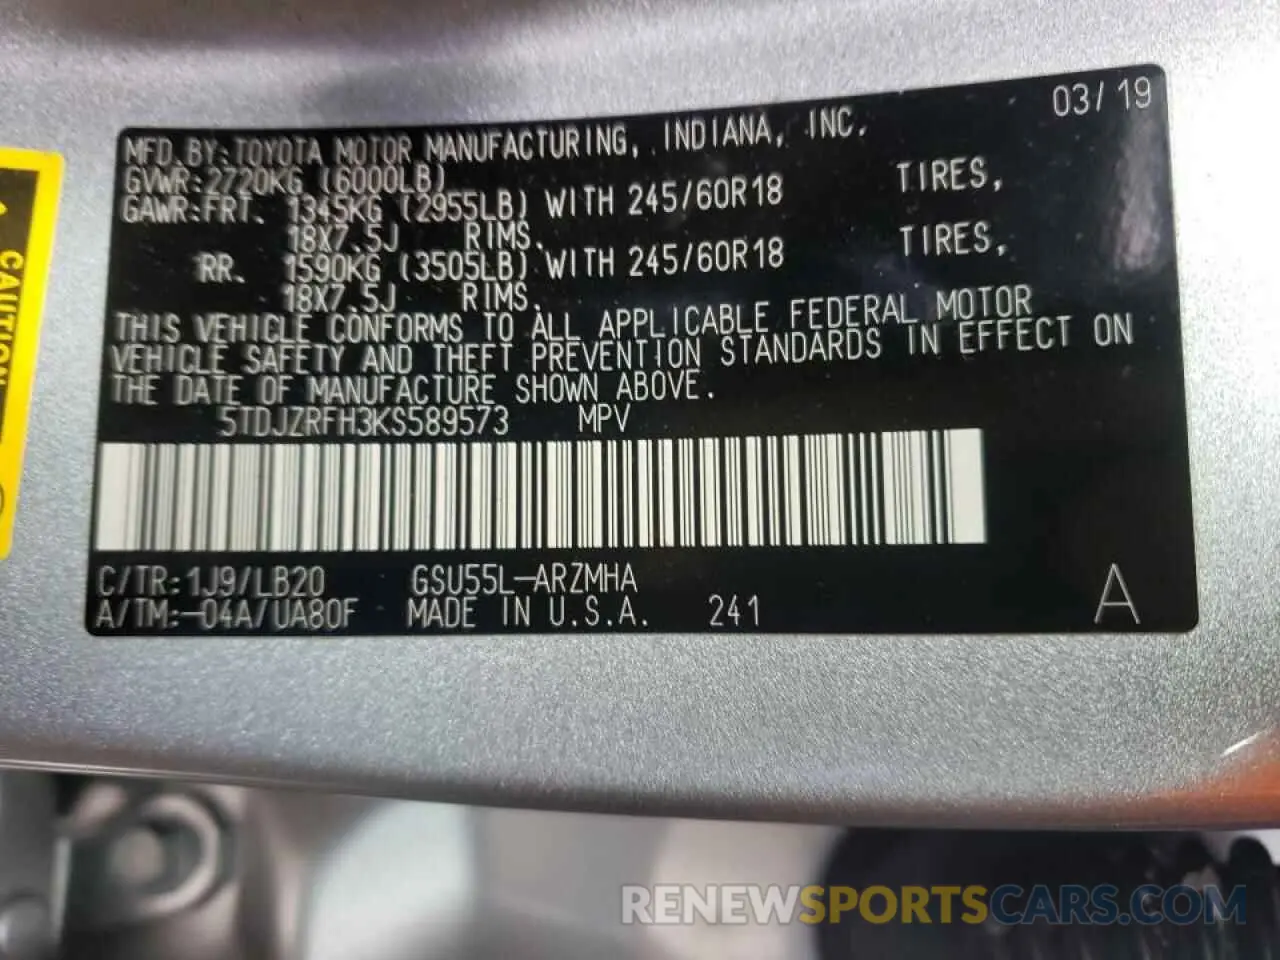 03/19
MFD.BY:TOYOTA MOTOR MANUFACTURING, INDIANA, INC.
GVWR:2720KG (6000LB)
GAWR:FRT. 1345KG (2955LB) WITH 245/60R18 TIRES,
18X7.5J RIMS.
RR. 1590KG (3505LB) WITH 245/60R18 TIRES,
18X7.5J RIMS.
THIS VEHICLE CONFORMS TO ALL APPLICABLE FEDERAL MOTOR
VEHICLE SAFETY AND THEFT PREVENTION STANDARDS IN EFFECT ON
THE DATE OF MANUFACTURE SHOWN ABOVE.
5TDJZRFH3KS589573 MPV
C/TR:1J9/LB20 GSU55L-ARZMHA
A/TM:-04A/UA80F MADE IN U.S.A. 241
A
CAUTION
RENEWSPORTSCARS.COM